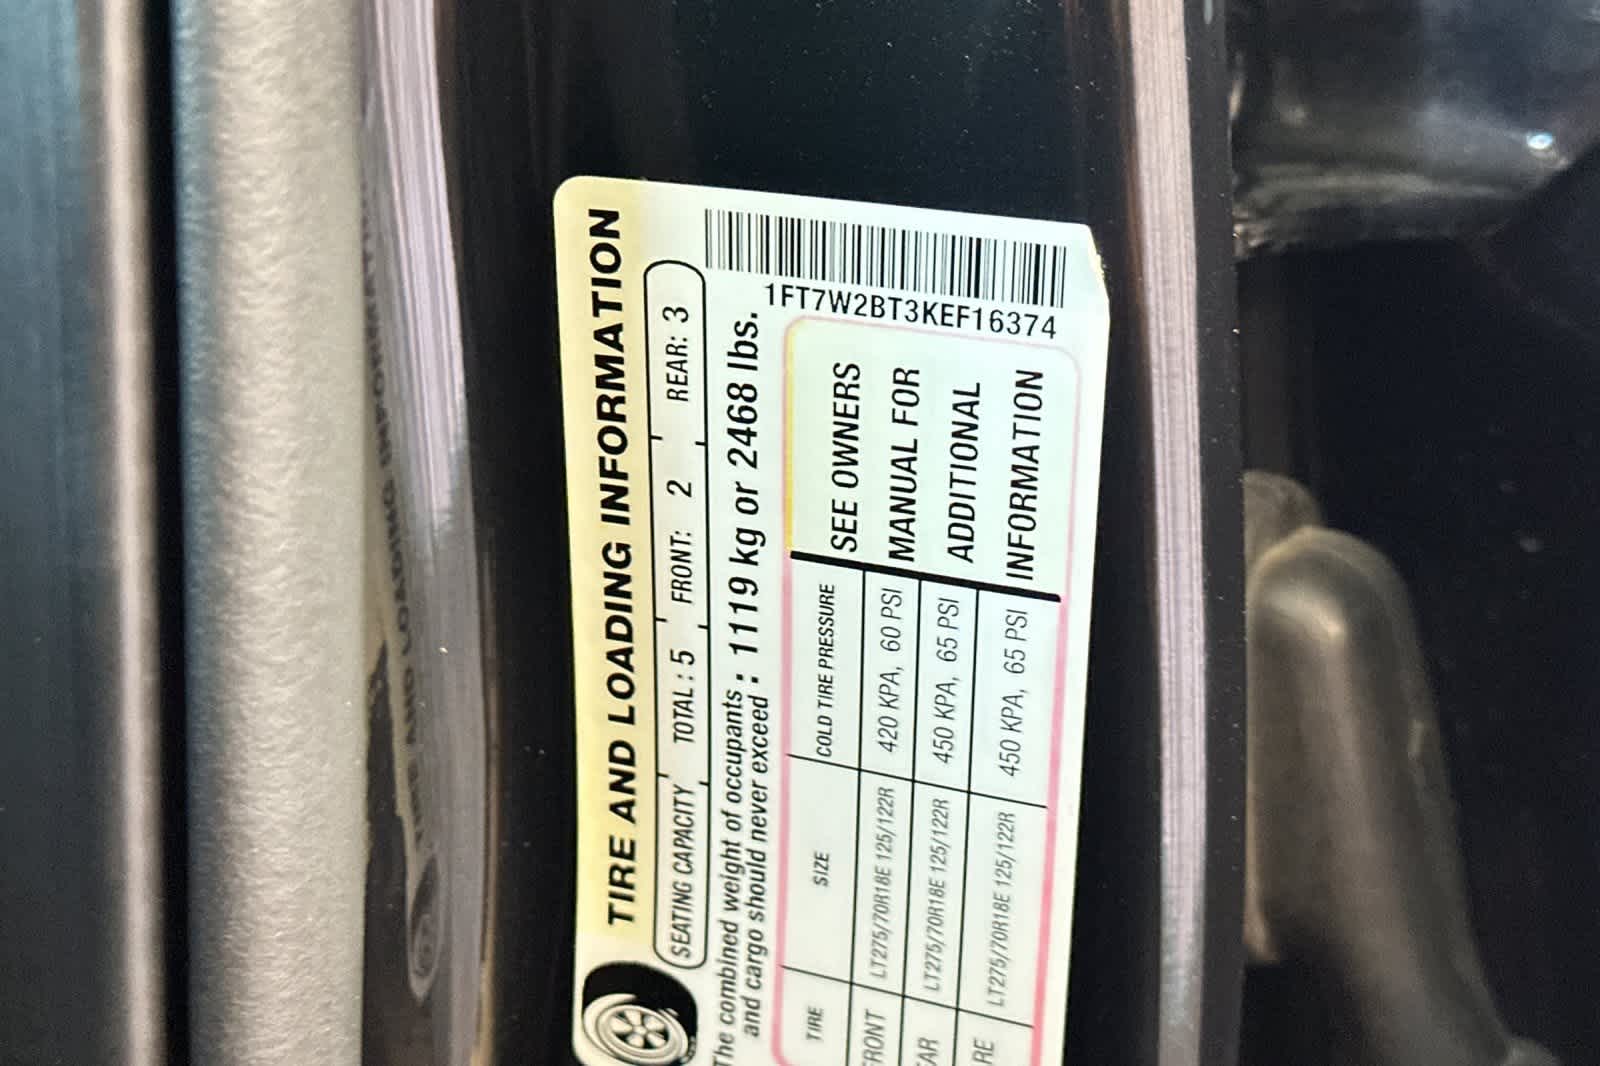 TIRE AND LOADING INFORMATION
SEATING CAPACITY TOTAL : 5 FRONT: 2 REAR: 3
The combined weight of occupants
and cargo should never exceed : 1119 kg or 2468 lbs.
1FT7W2BT3KEF16374
TIRE SIZE COLD TIRE PRESSURE
FRONT LT275/70R18E 125/122R 420 KPA, 60 PSI
EAR LT275/70R18E 125/122R 450 KPA, 65 PSI
RE LT275/70R18E 125/122R 450 KPA, 65 PSI
SEE OWNERS
MANUAL FOR
ADDITIONAL
INFORMATION